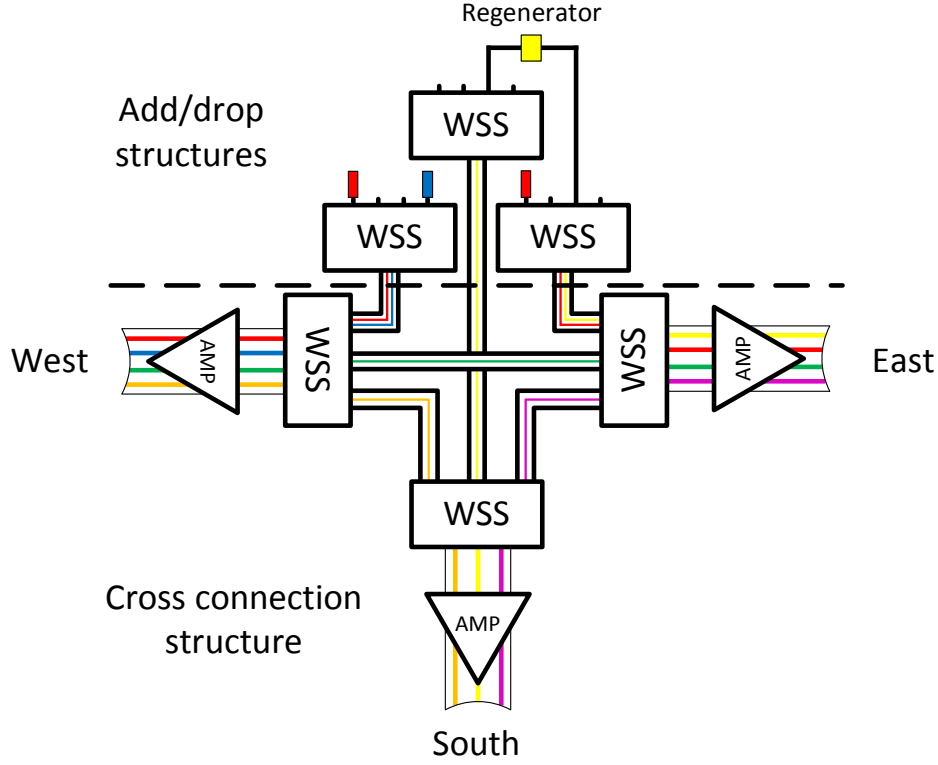 Regenerator
Add/drop
structures
WSS
WSS
WSS
West
AMP
WSS
WSS
AMP
East
WSS
Cross connection
structure
AMP
South